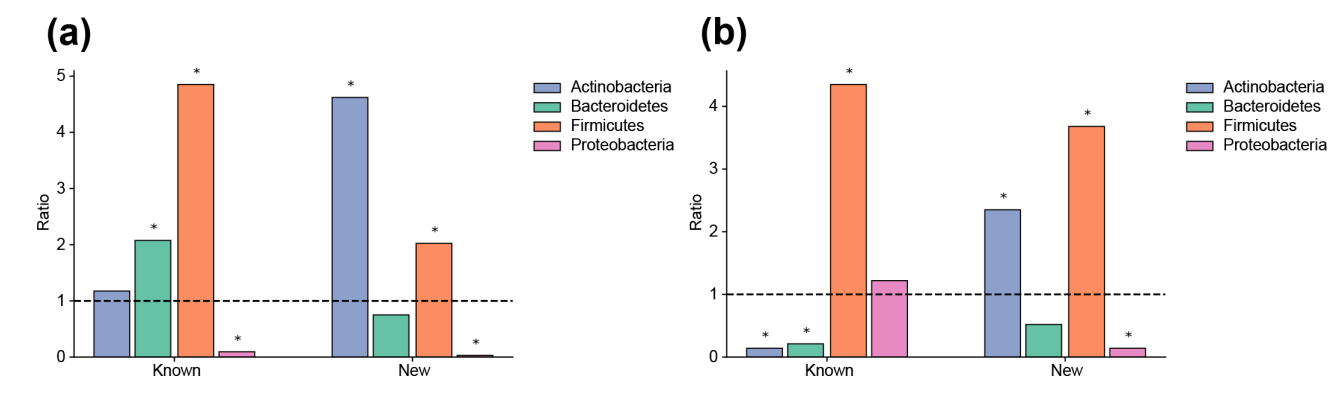 (a)
Ratio
5
4
3
2
1
0
*
*
*
*
*
*
Known
New
Actinobacteria
Bacteroidetes
Firmicutes
Proteobacteria
(b)
Ratio
4
3
2
1
0
*
*
*
*
*
*
Known
New
Actinobacteria
Bacteroidetes
Firmicutes
Proteobacteria